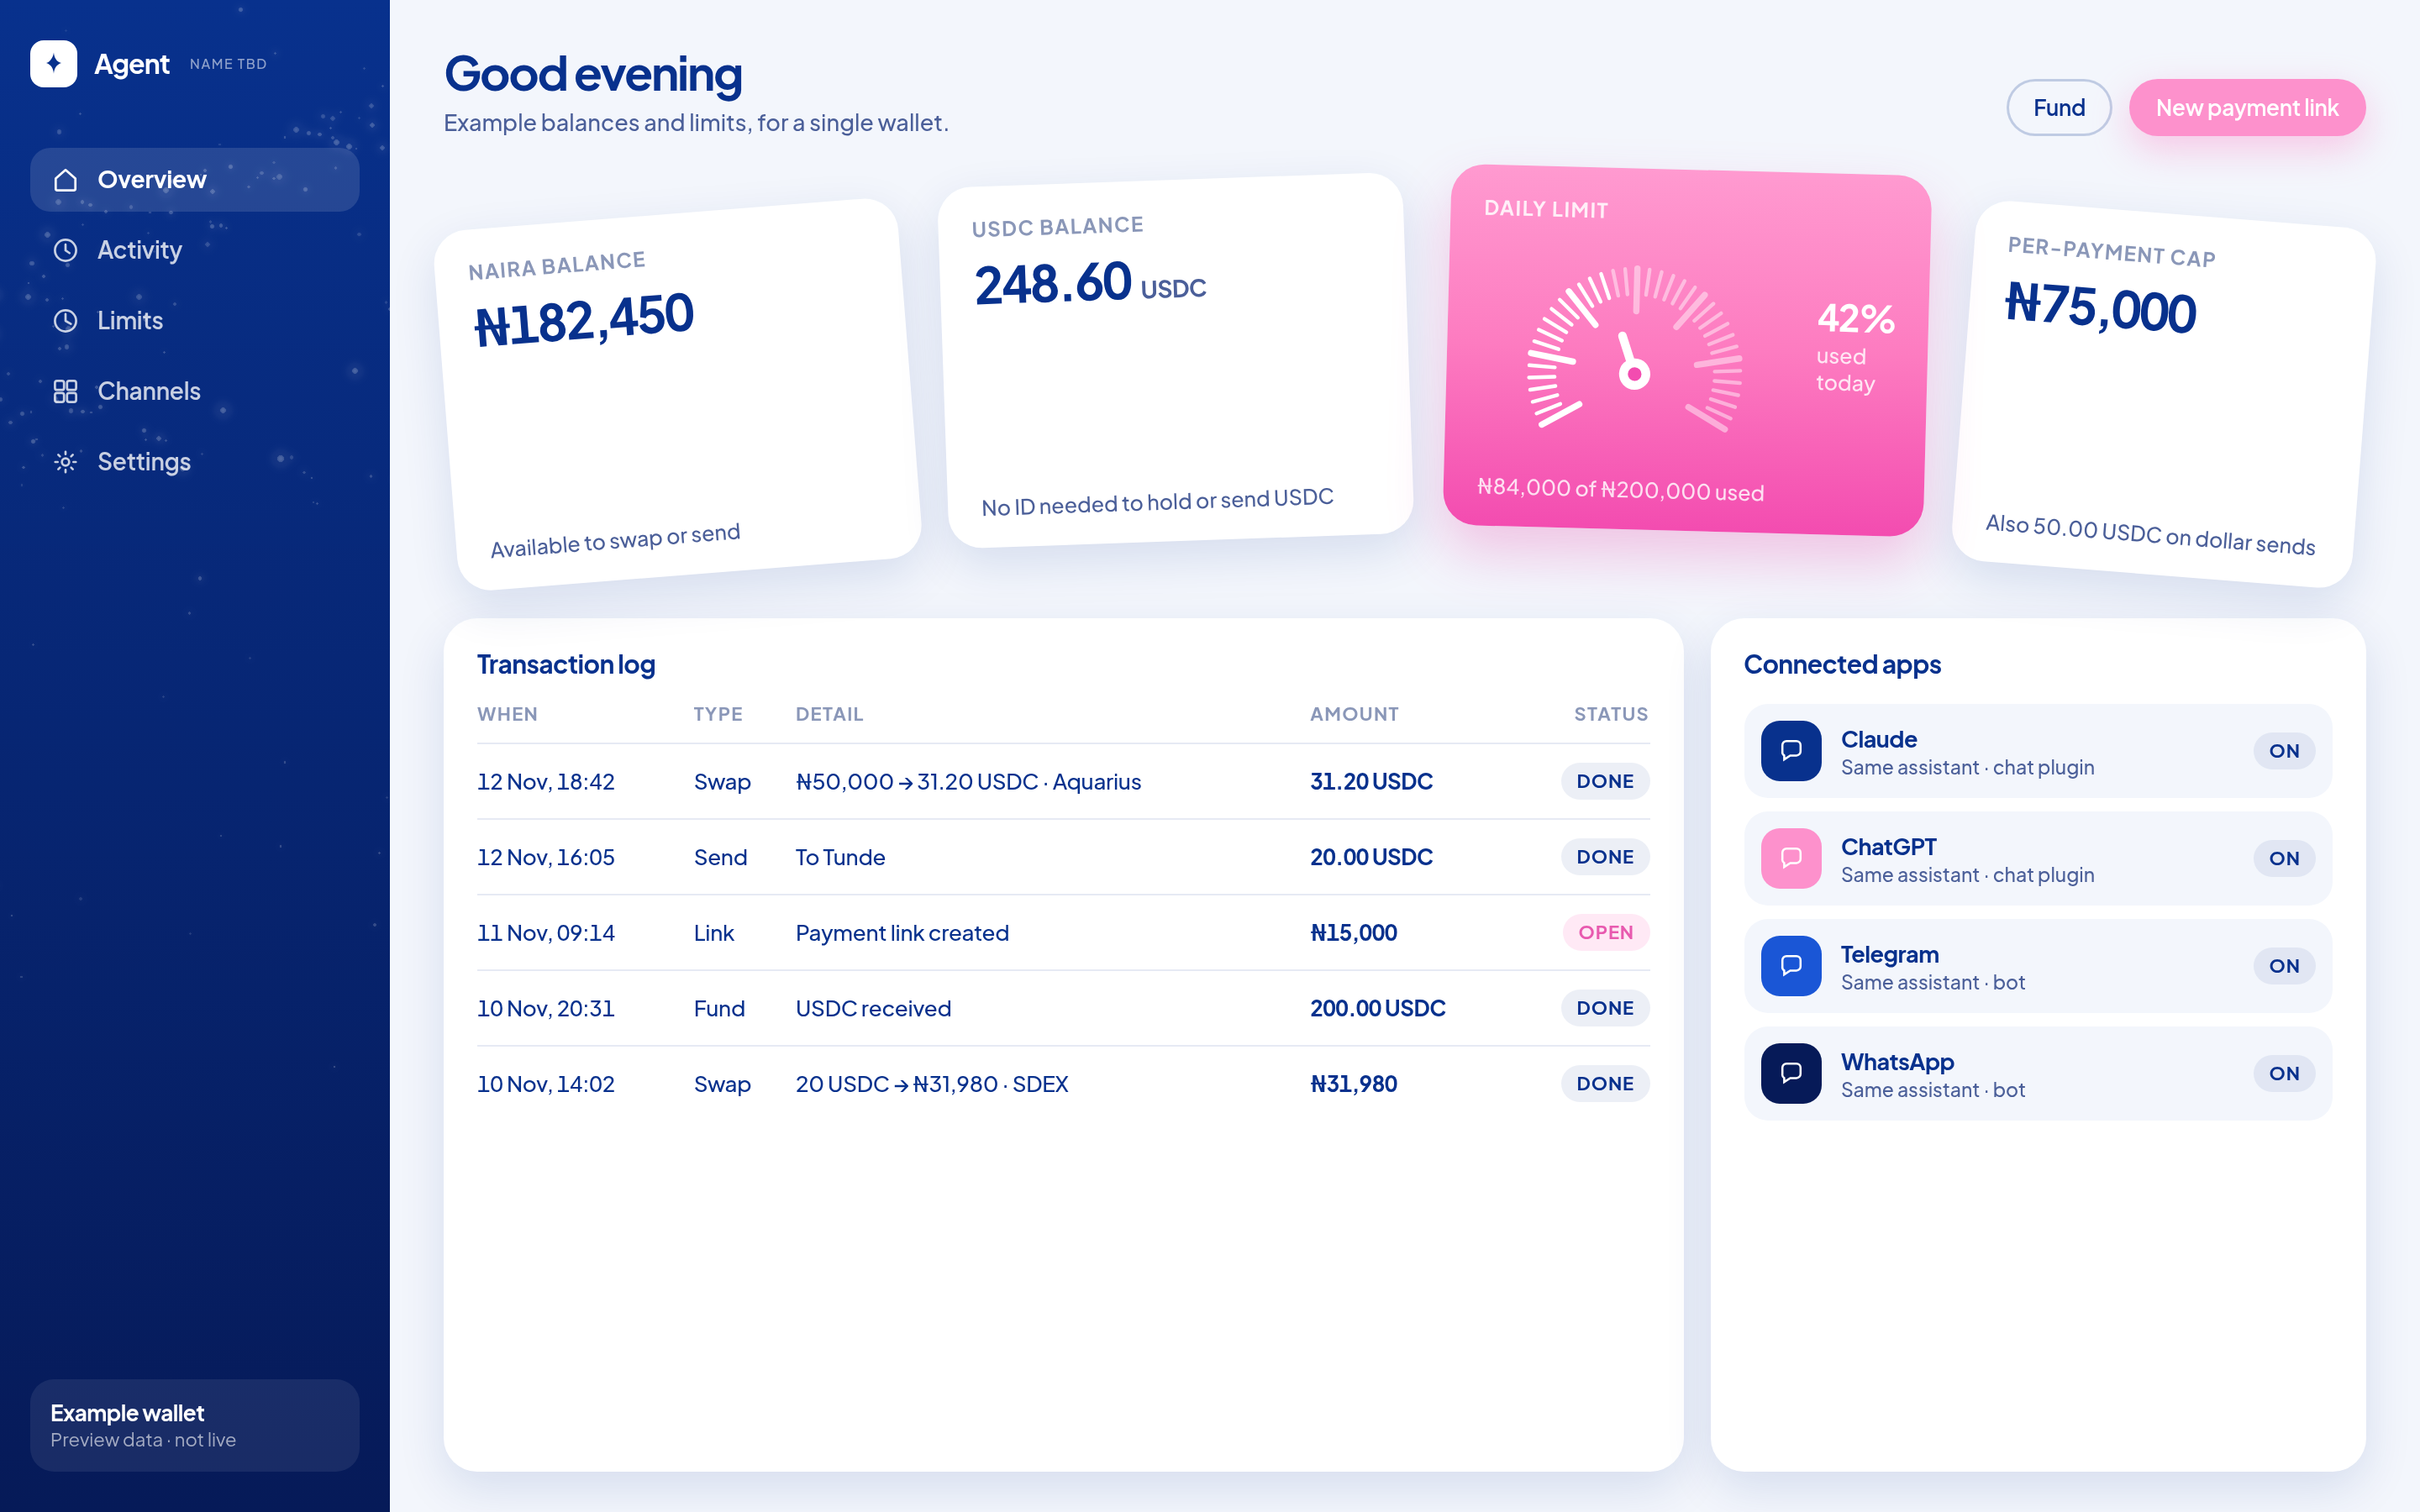 Agent NAME TBD
Overview
Activity
Limits
Channels
Settings
Example wallet
Preview data · not live
Good evening
Example balances and limits, for a single wallet.
Fund
New payment link
NAIRA BALANCE
₦182,450
Available to swap or send
USDC BALANCE
248.60 USDC
No ID needed to hold or send USDC
DAILY LIMIT
42%
used
today
₦84,000 of ₦200,000 used
PER-PAYMENT CAP
₦75,000
Also 50.00 USDC on dollar sends
Transaction log
WHEN TYPE DETAIL AMOUNT STATUS
12 Nov, 18:42 Swap ₦50,000 → 31.20 USDC · Aquarius 31.20 USDC DONE
12 Nov, 16:05 Send To Tunde 20.00 USDC DONE
11 Nov, 09:14 Link Payment link created ₦15,000 OPEN
10 Nov, 20:31 Fund USDC received 200.00 USDC DONE
10 Nov, 14:02 Swap 20 USDC → ₦31,980 · SDEX ₦31,980 DONE
Connected apps
Claude
Same assistant · chat plugin
ON
ChatGPT
Same assistant · chat plugin
ON
Telegram
Same assistant · bot
ON
WhatsApp
Same assistant · bot
ON